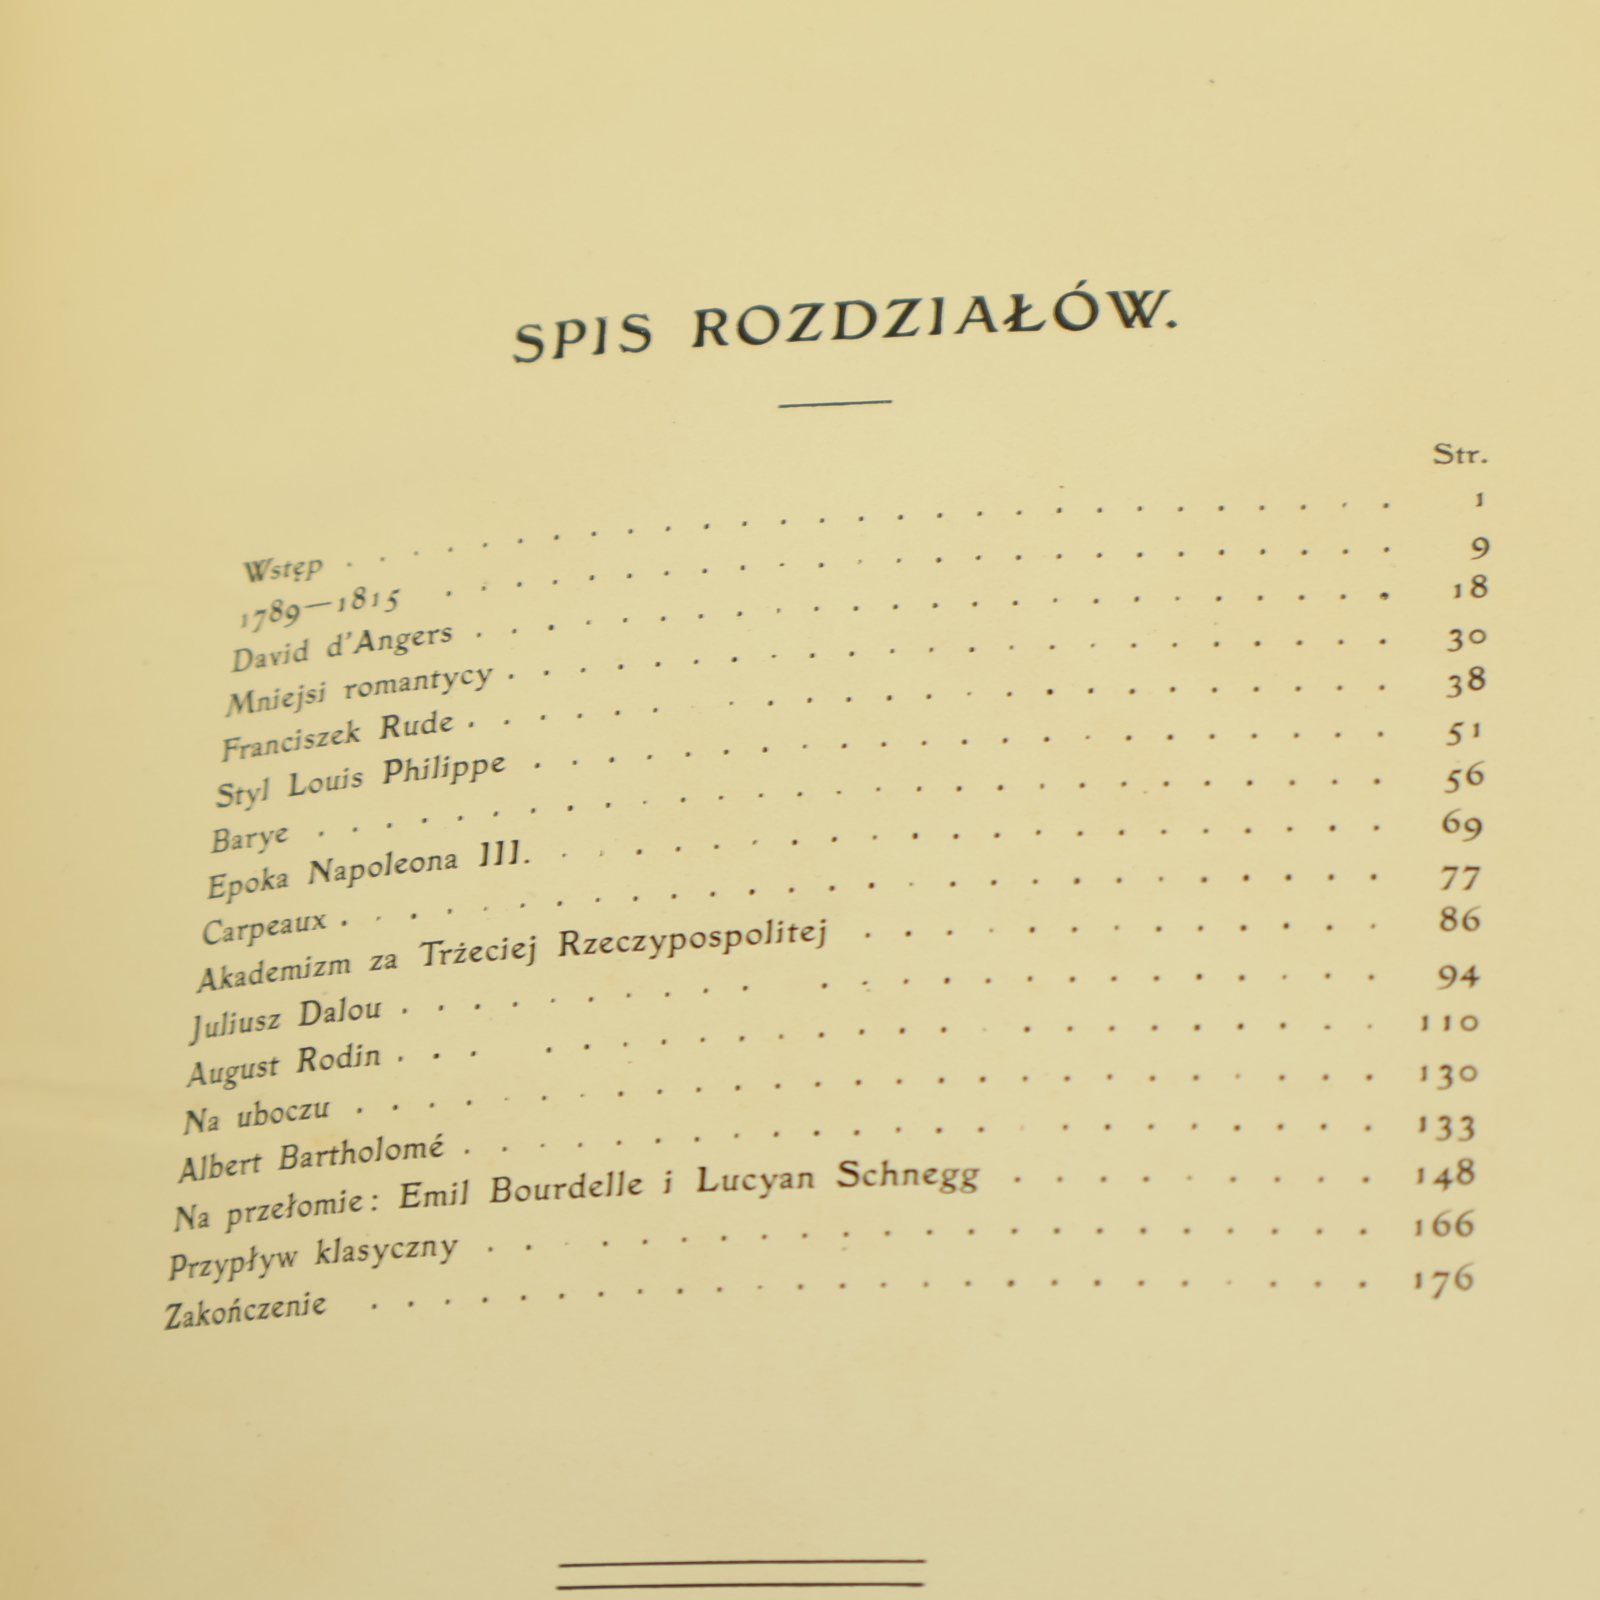 SPIS ROZDZIAŁÓW.
Str.
Wstęp . . . . . . . . . . . . . . . . . . . . . . . . . . . . 1
1789—1815 . . . . . . . . . . . . . . . . . . . . . . . . . 9
David d'Angers . . . . . . . . . . . . . . . . . . . . . . . . 18
Mniejsi romantycy . . . . . . . . . . . . . . . . . . . . . . . 30
Franciszek Rude . . . . . . . . . . . . . . . . . . . . . . . 38
Styl Louis Philippe . . . . . . . . . . . . . . . . . . . . . . 51
Barye . . . . . . . . . . . . . . . . . . . . . . . . . . . . 56
Epoka Napoleona III. . . . . . . . . . . . . . . . . . . . . . 69
Carpeaux . . . . . . . . . . . . . . . . . . . . . . . . . . . 77
Akademizm za Trżeciej Rzeczypospolitej . . . . . . . . . . . . . 86
Juliusz Dalou . . . . . . . . . . . . . . . . . . . . . . . . 94
August Rodin . . . . . . . . . . . . . . . . . . . . . . . . 110
Na uboczu . . . . . . . . . . . . . . . . . . . . . . . . . . 130
Albert Bartholomé . . . . . . . . . . . . . . . . . . . . . . . 133
Na przełomie: Emil Bourdelle i Lucyan Schnegg . . . . . . . . . 148
Przypływ klasyczny . . . . . . . . . . . . . . . . . . . . . . 166
Zakończenie . . . . . . . . . . . . . . . . . . . . . . . . . 176